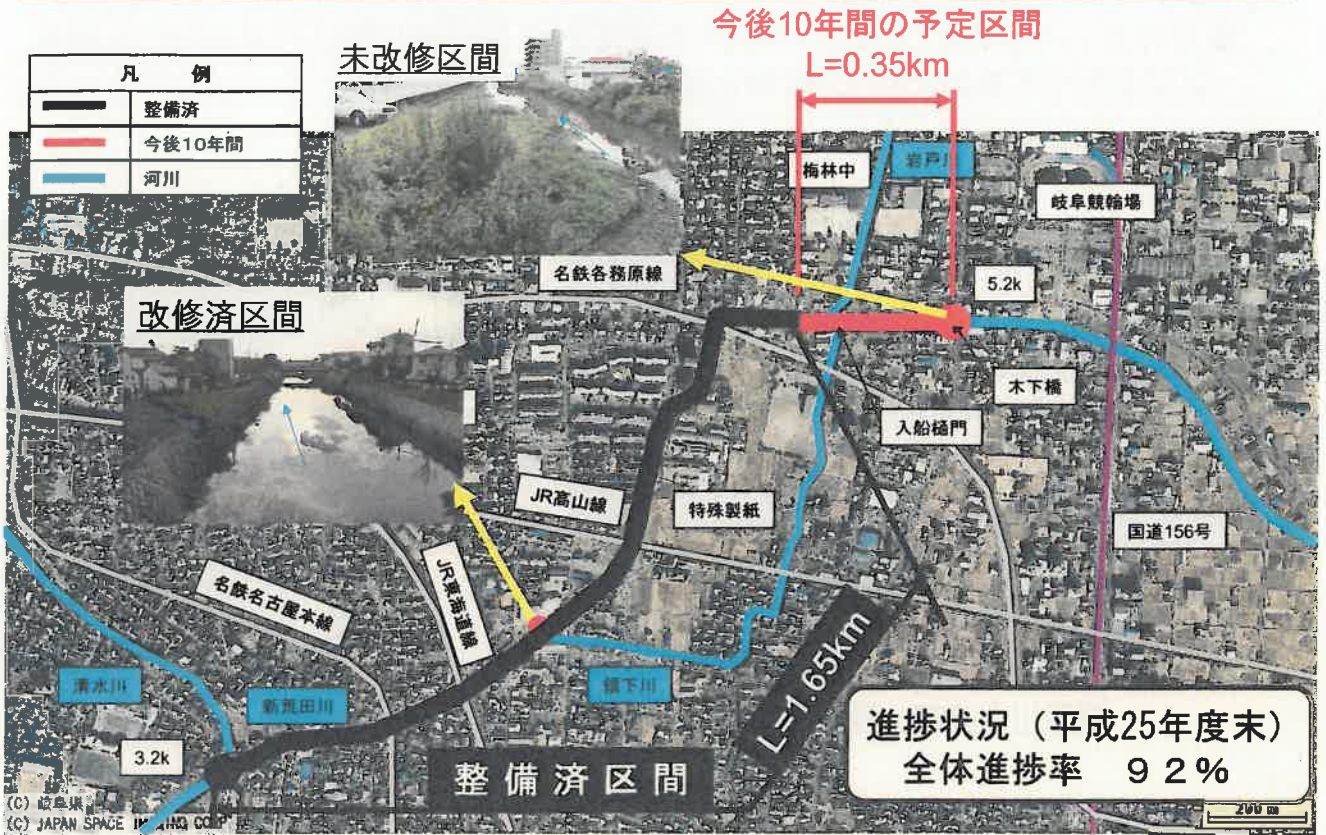 今後10年間の予定区間
L=0.35km
未改修区間
凡 例
整備済
今後10年間
河川
梅林中
岩戸川
岐阜競輪場
名鉄各務原線
5.2k
改修済区間
木下橋
入船樋門
JR高山線
特殊製紙
国道156号
JR東海道線
名鉄名古屋本線
L=1.65km
清水川
新荒田川
領下川
3.2k
整備済区間
進捗状況（平成25年度末）
全体進捗率 92%
(C) 岐阜県
(C) JAPAN SPACE IMAGING CORP
200 m